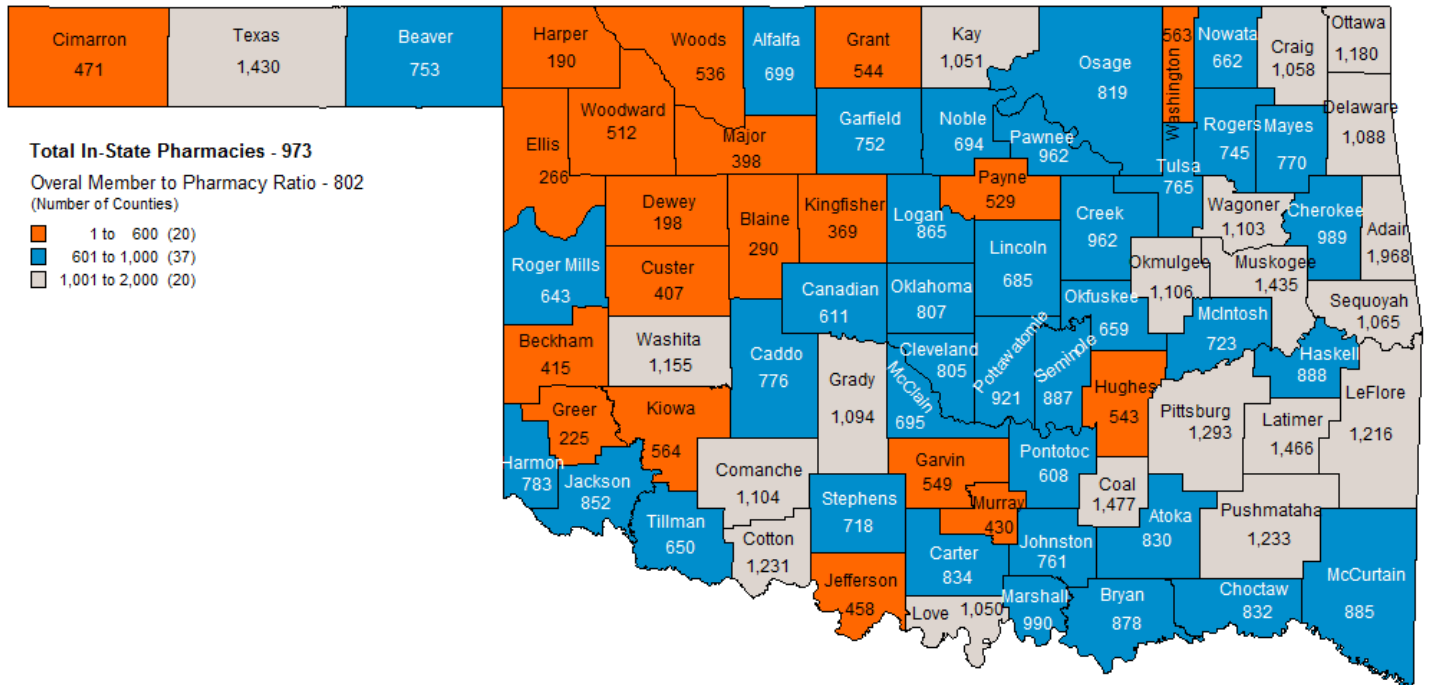 Cimarron
471
Texas
1,430
Beaver
753
Harper
190
Woods
536
Alfalfa
699
Grant
544
Kay
1,051
Osage
819
Washington
563
Nowata
662
Craig
1,058
Ottawa
1,180
Delaware
1,088
Ellis
266
Woodward
512
Major
398
Garfield
752
Noble
694
Pawnee
962
Tulsa
765
Rogers
745
Mayes
770
Total In-State Pharmacies - 973
Overal Member to Pharmacy Ratio - 802
(Number of Counties)
1 to 600 (20)
601 to 1,000 (37)
1,001 to 2,000 (20)
Dewey
198
Blaine
290
Kingfisher
369
Logan
865
Payne
529
Creek
962
Wagoner
1,103
Cherokee
989
Adair
1,968
Roger Mills
643
Custer
407
Canadian
611
Oklahoma
807
Lincoln
685
Okfuskee
659
Okmulgee
1,106
Muskogee
1,435
Sequoyah
1,065
Beckham
415
Washita
1,155
Caddo
776
Grady
1,094
McClain
695
Cleveland
805
Pottawatomie
921
Seminole
887
Hughes
543
McIntosh
723
Haskell
888
Pittsburg
1,293
Latimer
1,466
LeFlore
1,216
Greer
225
Kiowa
564
Harmon
783
Jackson
852
Comanche
1,104
Stephens
718
Garvin
549
Murray
430
Pontotoc
608
Coal
1,477
Atoka
830
Pushmataha
1,233
Tillman
650
Cotton
1,231
Jefferson
458
Carter
834
Johnston
761
Love 1,050
Marshall
990
Bryan
878
Choctaw
832
McCurtain
885